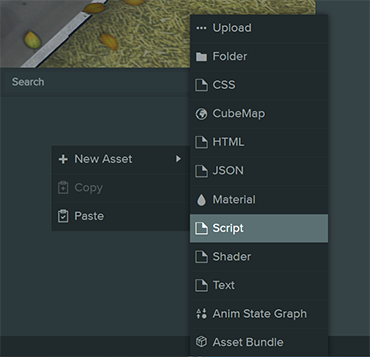 Search
New Asset
Copy
Paste
Upload
Folder
CSS
CubeMap
HTML
JSON
Material
Script
Shader
Text
Anim State Graph
Asset Bundle